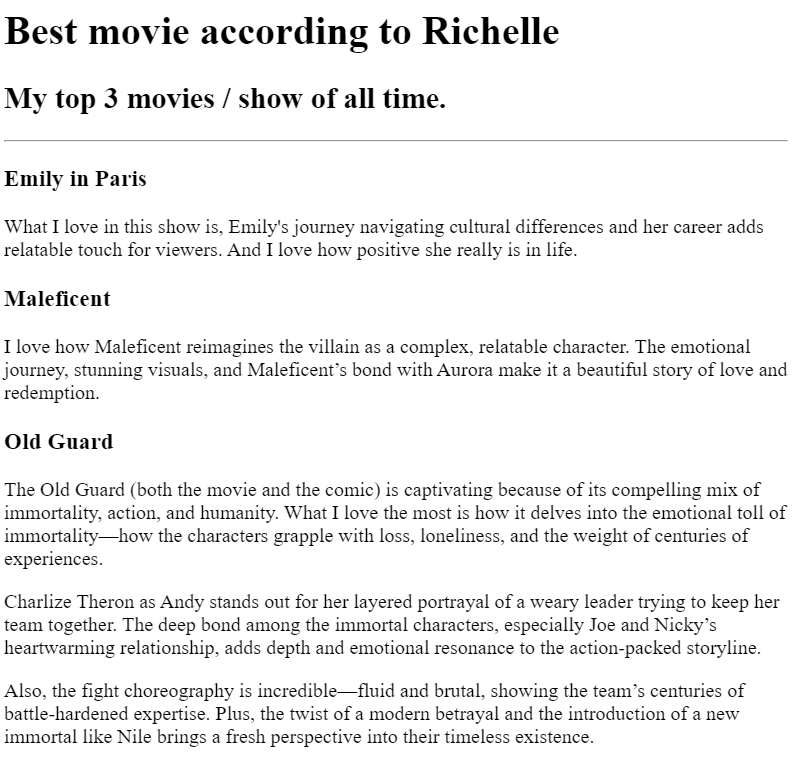 Best movie according to Richelle
My top 3 movies / show of all time.
Emily in Paris
What I love in this show is, Emily's journey navigating cultural differences and her career adds
relatable touch for viewers. And I love how positive she really is in life.
Maleficent
I love how Maleficent reimagines the villain as a complex, relatable character. The emotional
journey, stunning visuals, and Maleficent’s bond with Aurora make it a beautiful story of love and
redemption.
Old Guard
The Old Guard (both the movie and the comic) is captivating because of its compelling mix of
immortality, action, and humanity. What I love the most is how it delves into the emotional toll of
immortality—how the characters grapple with loss, loneliness, and the weight of centuries of
experiences.
Charlize Theron as Andy stands out for her layered portrayal of a weary leader trying to keep her
team together. The deep bond among the immortal characters, especially Joe and Nicky’s
heartwarming relationship, adds depth and emotional resonance to the action-packed storyline.
Also, the fight choreography is incredible—fluid and brutal, showing the team’s centuries of
battle-hardened expertise. Plus, the twist of a modern betrayal and the introduction of a new
immortal like Nile brings a fresh perspective into their timeless existence.